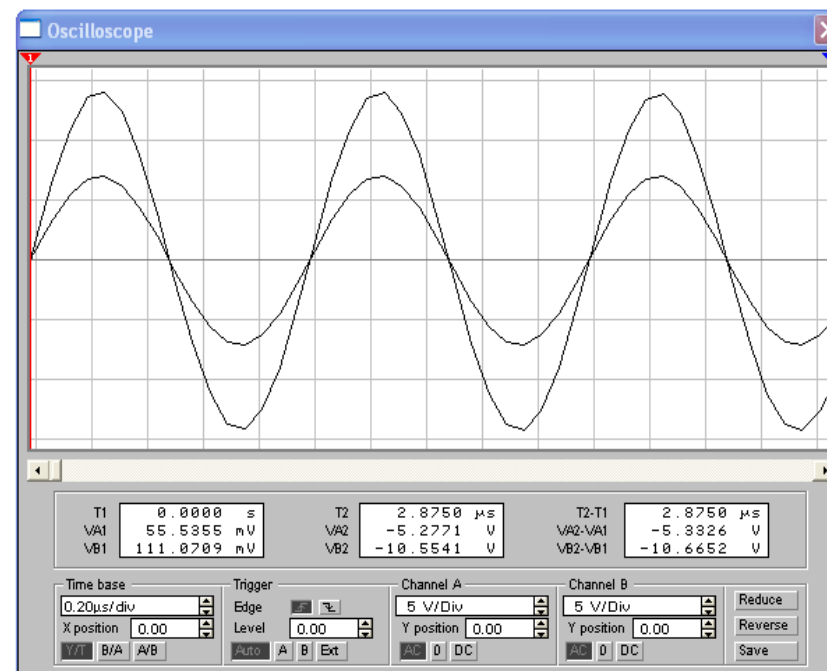 Oscilloscope
1
T1 0.0000 s T2 2.8750 µs T2-T1 2.8750 µs
VA1 55.5355 mV VA2 -5.2771 V VA2-VA1 -5.3326 V
VB1 111.0709 mV VB2 -10.5541 V VB2-VB1 -10.6652 V
Time base Trigger Channel A Channel B
0.20µs/div Edge 5 V/Div 5 V/Div Reduce
X position 0.00 Level 0.00 Y position 0.00 Y position 0.00 Reverse
Y/T B/A A/B Auto A B Ext AC 0 DC AC 0 DC Save